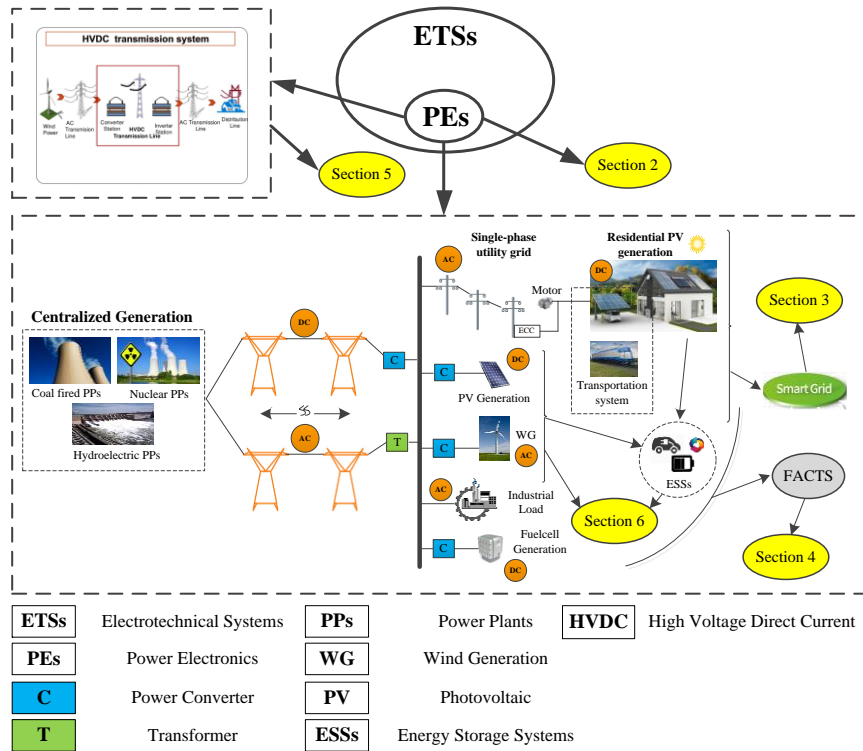 HVDC transmission system
Wind
Power
AC
Transmision
Line
Converter
Station
HVDC
Transmission Line
Inverter
Station
AC Transmission
Line
Distribution
Line
ETSs
PEs
Section 5
Section 2
Centralized Generation
Coal fired PPs
Nuclear PPs
Hydroelectric PPs
DC
AC
C
T
Single-phase
utility grid
AC
ECC
Motor
Residential PV
generation
DC
Transportation
system
C
DC
PV Generation
C
WG
AC
AC
Industrial
Load
C
Fuelcell
Generation
DC
ESSs
Section 3
Smart Grid
FACTS
Section 6
Section 4
ETSs Electrotechnical Systems PPs Power Plants HVDC High Voltage Direct Current
PEs Power Electronics WG Wind Generation
C Power Converter PV Photovoltaic
T Transformer ESSs Energy Storage Systems